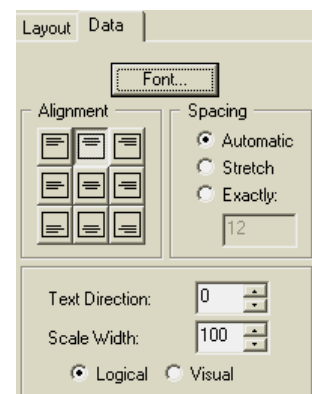 Layout Data
Font...
Alignment
Spacing
Automatic
Stretch
Exactly:
12
Text Direction: 0
Scale Width: 100
Logical Visual